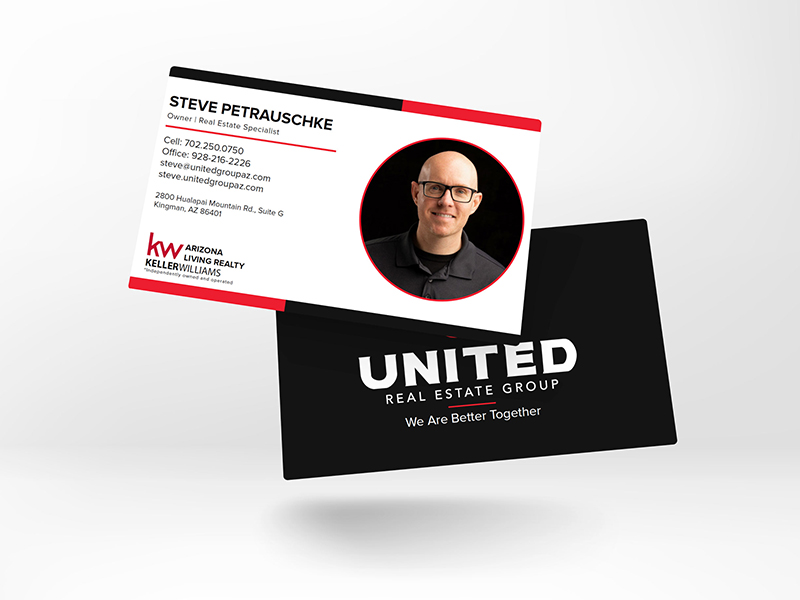 STEVE PETRAUSCHKE
Owner | Real Estate Specialist
Cell: 702.250.0750
Office: 928-216-2226
steve@unitedgroupaz.com
steve.unitedgroupaz.com
2800 Hualapai Mountain Rd., Suite G
Kingman, AZ 86401
kw ARIZONA
LIVING REALTY
KELLERWILLIAMS
*Independently owned and operated
UNITED
REAL ESTATE GROUP
We Are Better Together